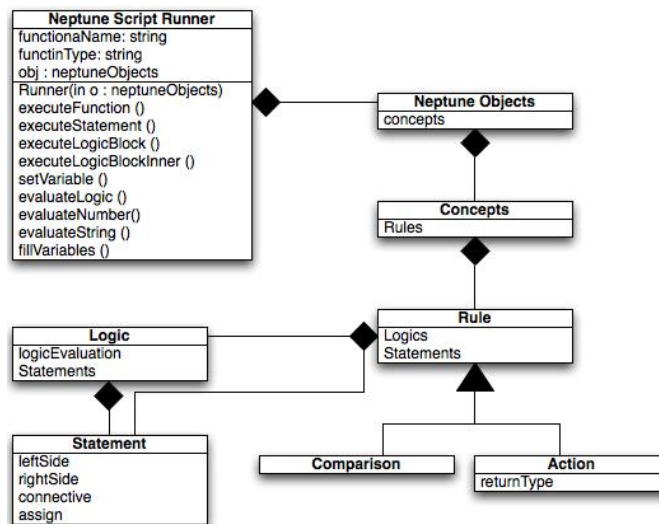 Neptune Script Runner
functionaName: string
functinType: string
obj : neptuneObjects
Runner(in o : neptuneObjects)
executeFunction ()
executeStatement ()
executeLogicBlock ()
executeLogicBlockInner ()
setVariable ()
evaluateLogic ()
evaluateNumber()
evaluateString ()
fillVariables ()
Neptune Objects
concepts
Concepts
Rules
Rule
Logics
Statements
Logic
logicEvaluation
Statements
Statement
leftSide
rightSide
connective
assign
Comparison
Action
returnType